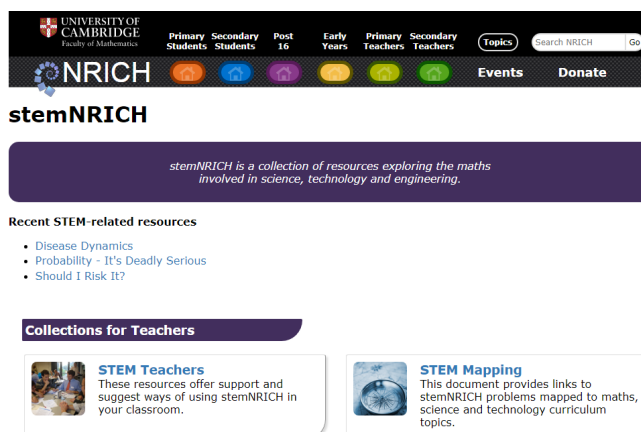 UNIVERSITY OF
CAMBRIDGE
Faculty of Mathematics
Primary Students
Secondary Students
Post 16
Early Years
Primary Teachers
Secondary Teachers
Topics
Search NRICH
Go
NRICH
Events
Donate
stemNRICH
stemNRICH is a collection of resources exploring the maths
involved in science, technology and engineering.
Recent STEM-related resources
Disease Dynamics
Probability - It's Deadly Serious
Should I Risk It?
Collections for Teachers
STEM Teachers
These resources offer support and
suggest ways of using stemNRICH in
your classroom.
STEM Mapping
This document provides links to
stemNRICH problems mapped to maths,
science and technology curriculum
topics.